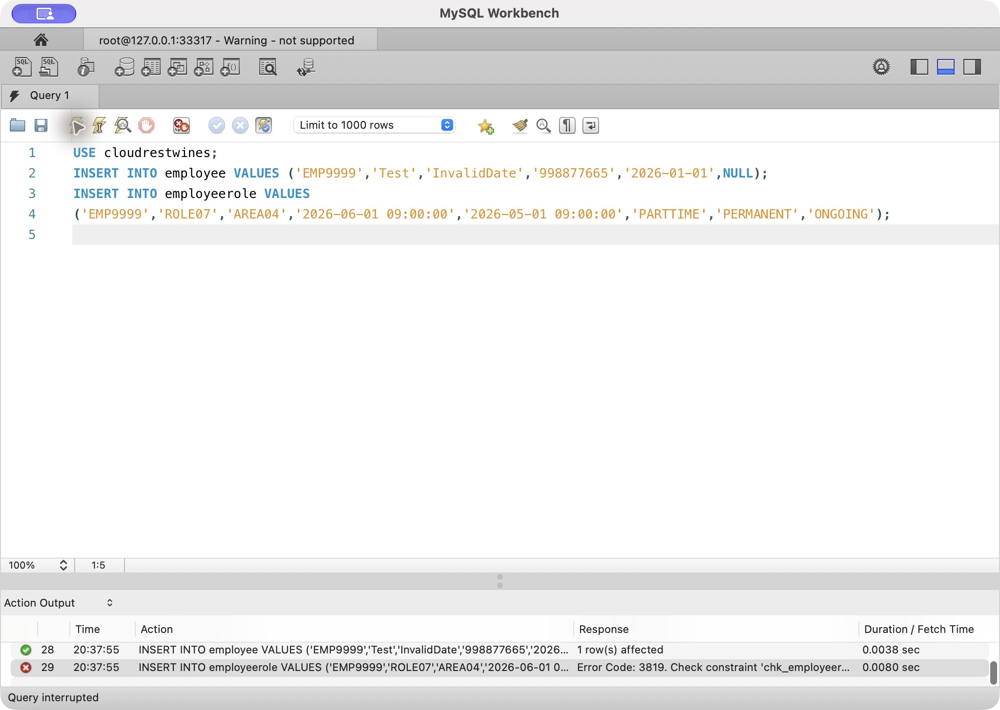 MySQL Workbench
root@127.0.0.1:33317 - Warning - not supported
SQL SQL
f()
Query 1
Limit to 1000 rows
1 USE cloudrestwines;
2 INSERT INTO employee VALUES ('EMP9999','Test','InvalidDate','998877665','2026-01-01',NULL);
3 INSERT INTO employeerole VALUES
4 ('EMP9999','ROLE07','AREA04','2026-06-01 09:00:00','2026-05-01 09:00:00','PARTTIME','PERMANENT','ONGOING');
5
100% 1:5
Action Output
Time Action Response Duration / Fetch Time
28 20:37:55 INSERT INTO employee VALUES ('EMP9999','Test','InvalidDate','998877665','2026... 1 row(s) affected 0.0038 sec
29 20:37:55 INSERT INTO employeerole VALUES ('EMP9999','ROLE07','AREA04','2026-06-01 0... Error Code: 3819. Check constraint 'chk_employeer... 0.0080 sec
Query interrupted